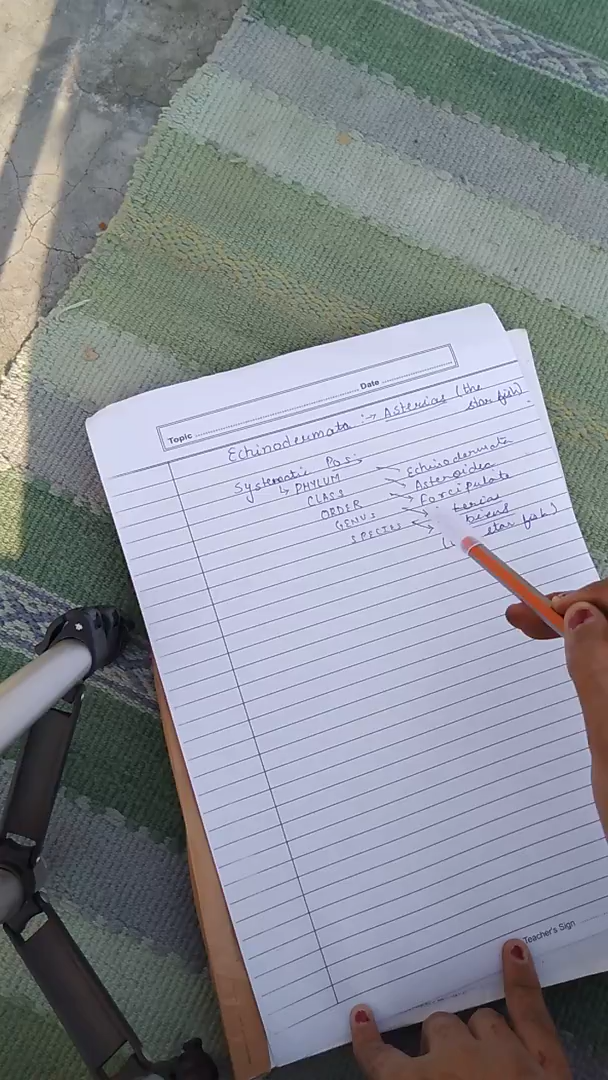 Topic ........ Date ........
Echinodermata :→ Asterias (the star fish)
Systematic Pos:
↳ PHYLUM → Echinodermata
CLASS → Asteroidea
ORDER → Forcipulata
GENUS → terias
SPECIES →
star fish)
Teacher's Sign